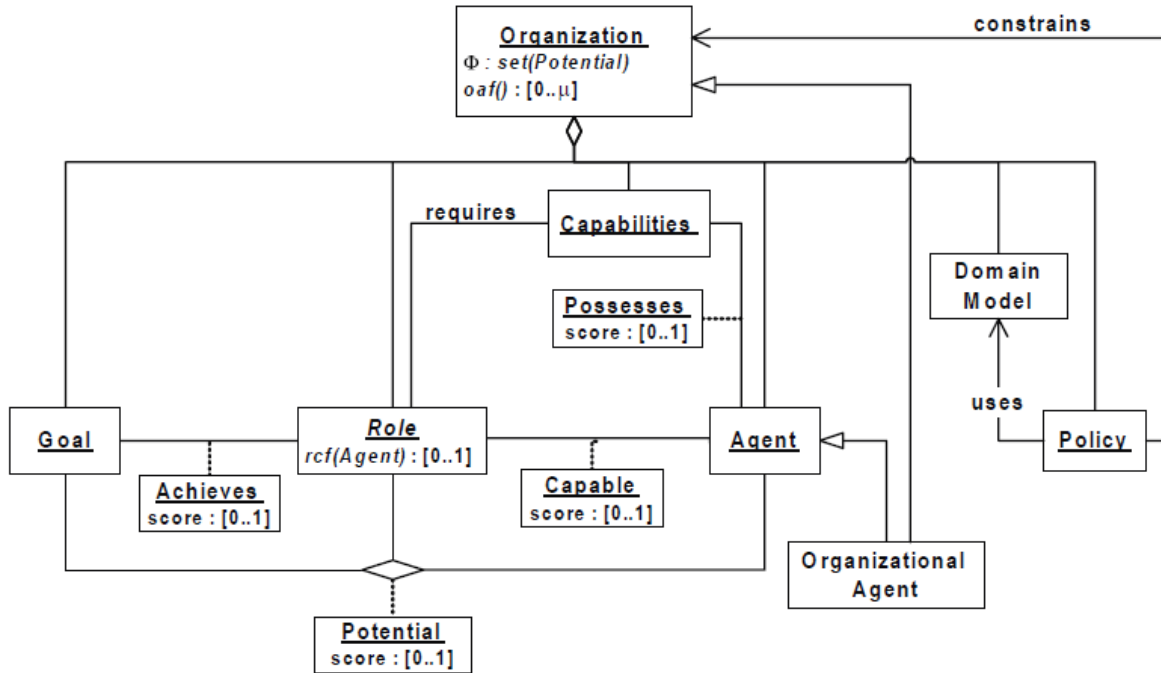 Organization
Φ : set(Potential)
oaf() : [0..μ]
constrains
requires
Capabilities
Possesses
score : [0..1]
Domain
Model
uses
Goal
Role
rcf(Agent) : [0..1]
Agent
Policy
Achieves
score : [0..1]
Capable
score : [0..1]
Organizational
Agent
Potential
score : [0..1]